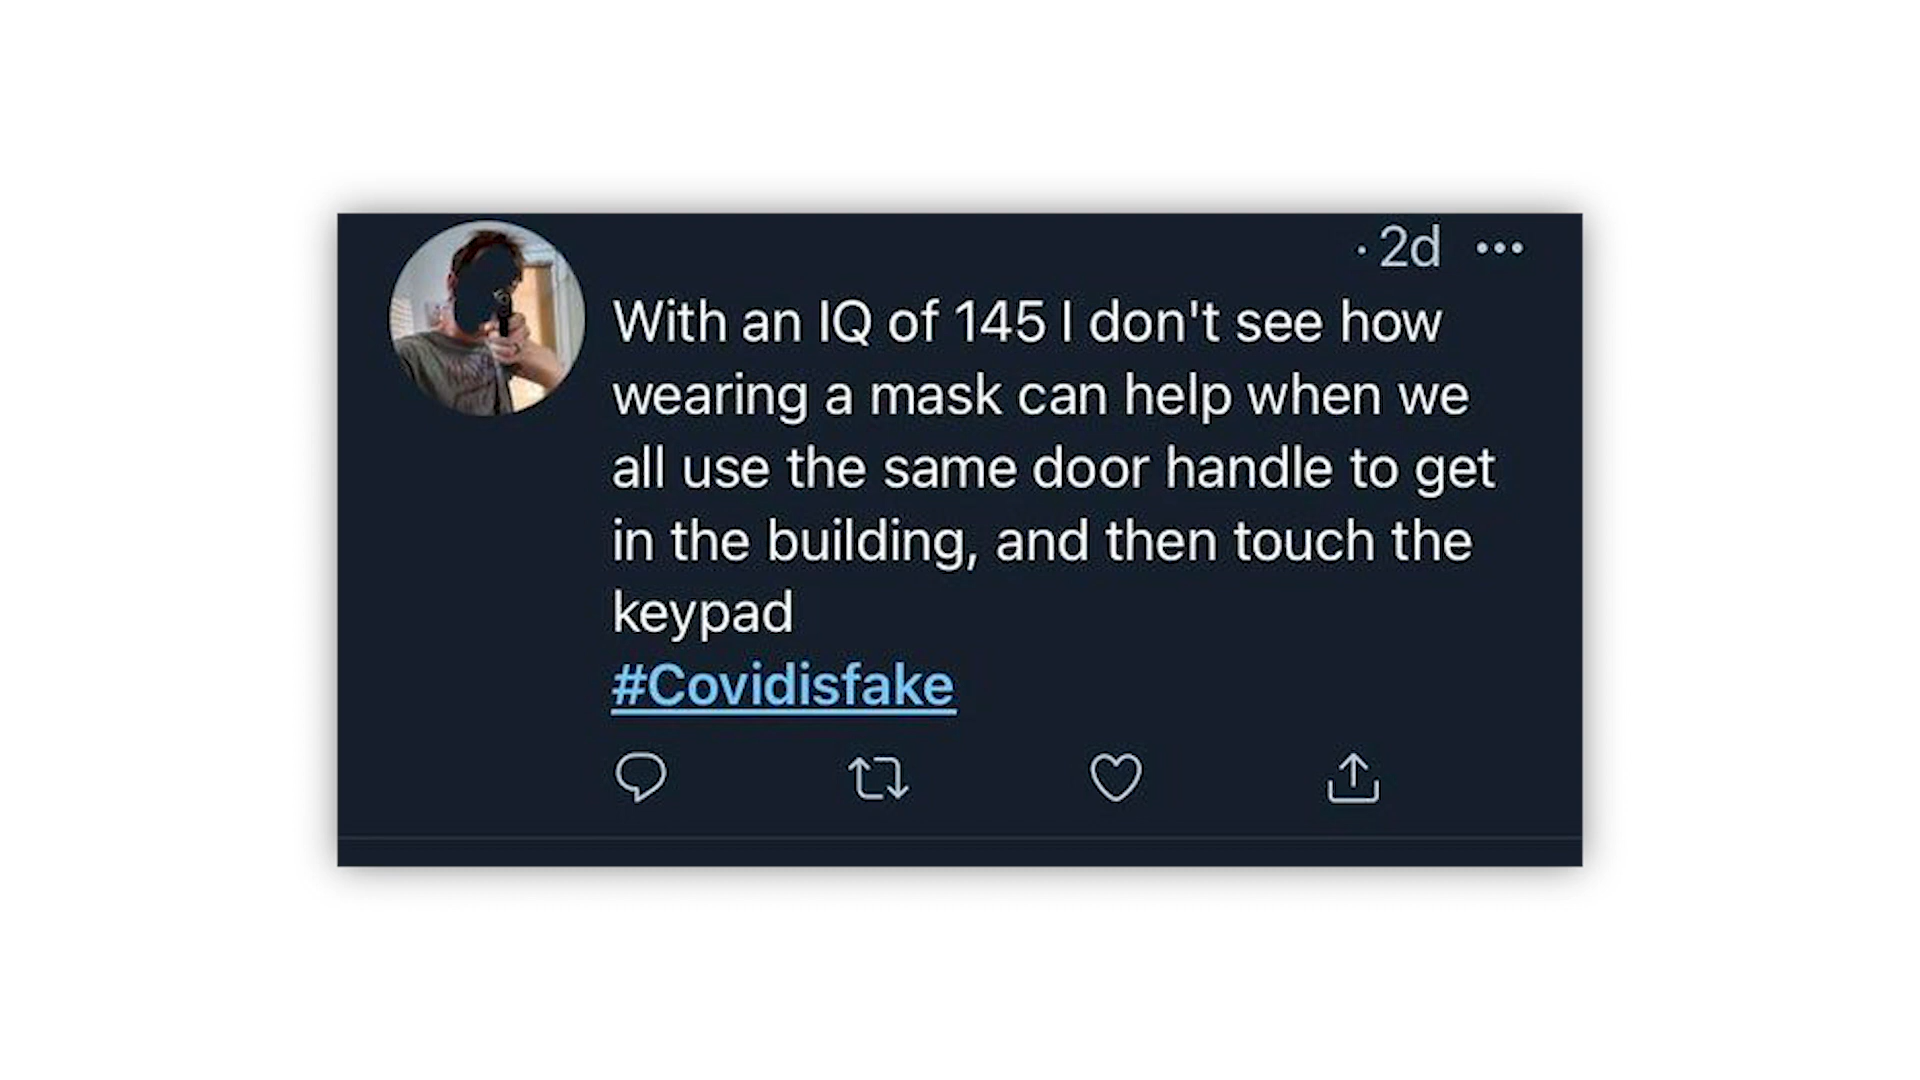 · 2d ...
With an IQ of 145 I don't see how
wearing a mask can help when we
all use the same door handle to get
in the building, and then touch the
keypad
#Covidisfake